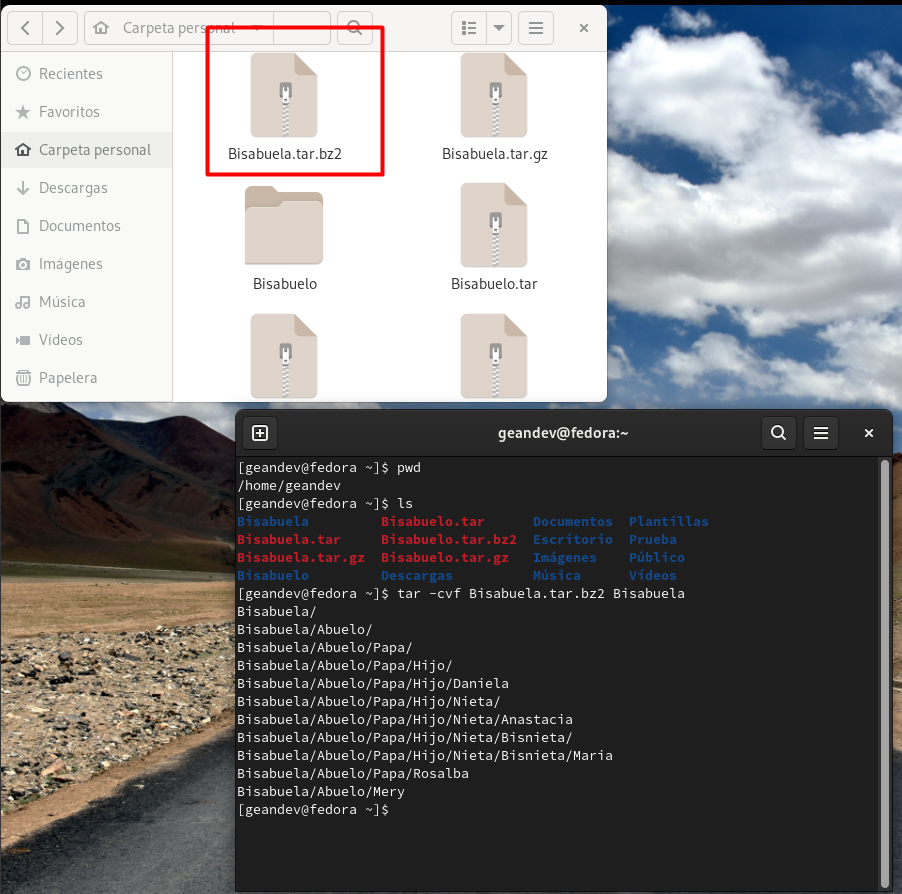 Carpeta personal
Recientes
Favoritos
Carpeta personal
Descargas
Documentos
Imágenes
Música
Vídeos
Papelera
Bisabuela.tar.bz2
Bisabuela.tar.gz
Bisabuelo
Bisabuelo.tar
geandev@fedora:~
[geandev@fedora ~]$ pwd
/home/geandev
[geandev@fedora ~]$ ls
Bisabuela Bisabuelo.tar Documentos Plantillas
Bisabuela.tar Bisabuelo.tar.bz2 Escritorio Prueba
Bisabuela.tar.gz Bisabuelo.tar.gz Imágenes Público
Bisabuelo Descargas Música Vídeos
[geandev@fedora ~]$ tar -cvf Bisabuela.tar.bz2 Bisabuela
Bisabuela/
Bisabuela/Abuelo/
Bisabuela/Abuelo/Papa/
Bisabuela/Abuelo/Papa/Hijo/
Bisabuela/Abuelo/Papa/Hijo/Daniela
Bisabuela/Abuelo/Papa/Hijo/Nieta/
Bisabuela/Abuelo/Papa/Hijo/Nieta/Anastacia
Bisabuela/Abuelo/Papa/Hijo/Nieta/Bisnieta/
Bisabuela/Abuelo/Papa/Hijo/Nieta/Bisnieta/Maria
Bisabuela/Abuelo/Papa/Rosalba
Bisabuela/Abuelo/Mery
[geandev@fedora ~]$